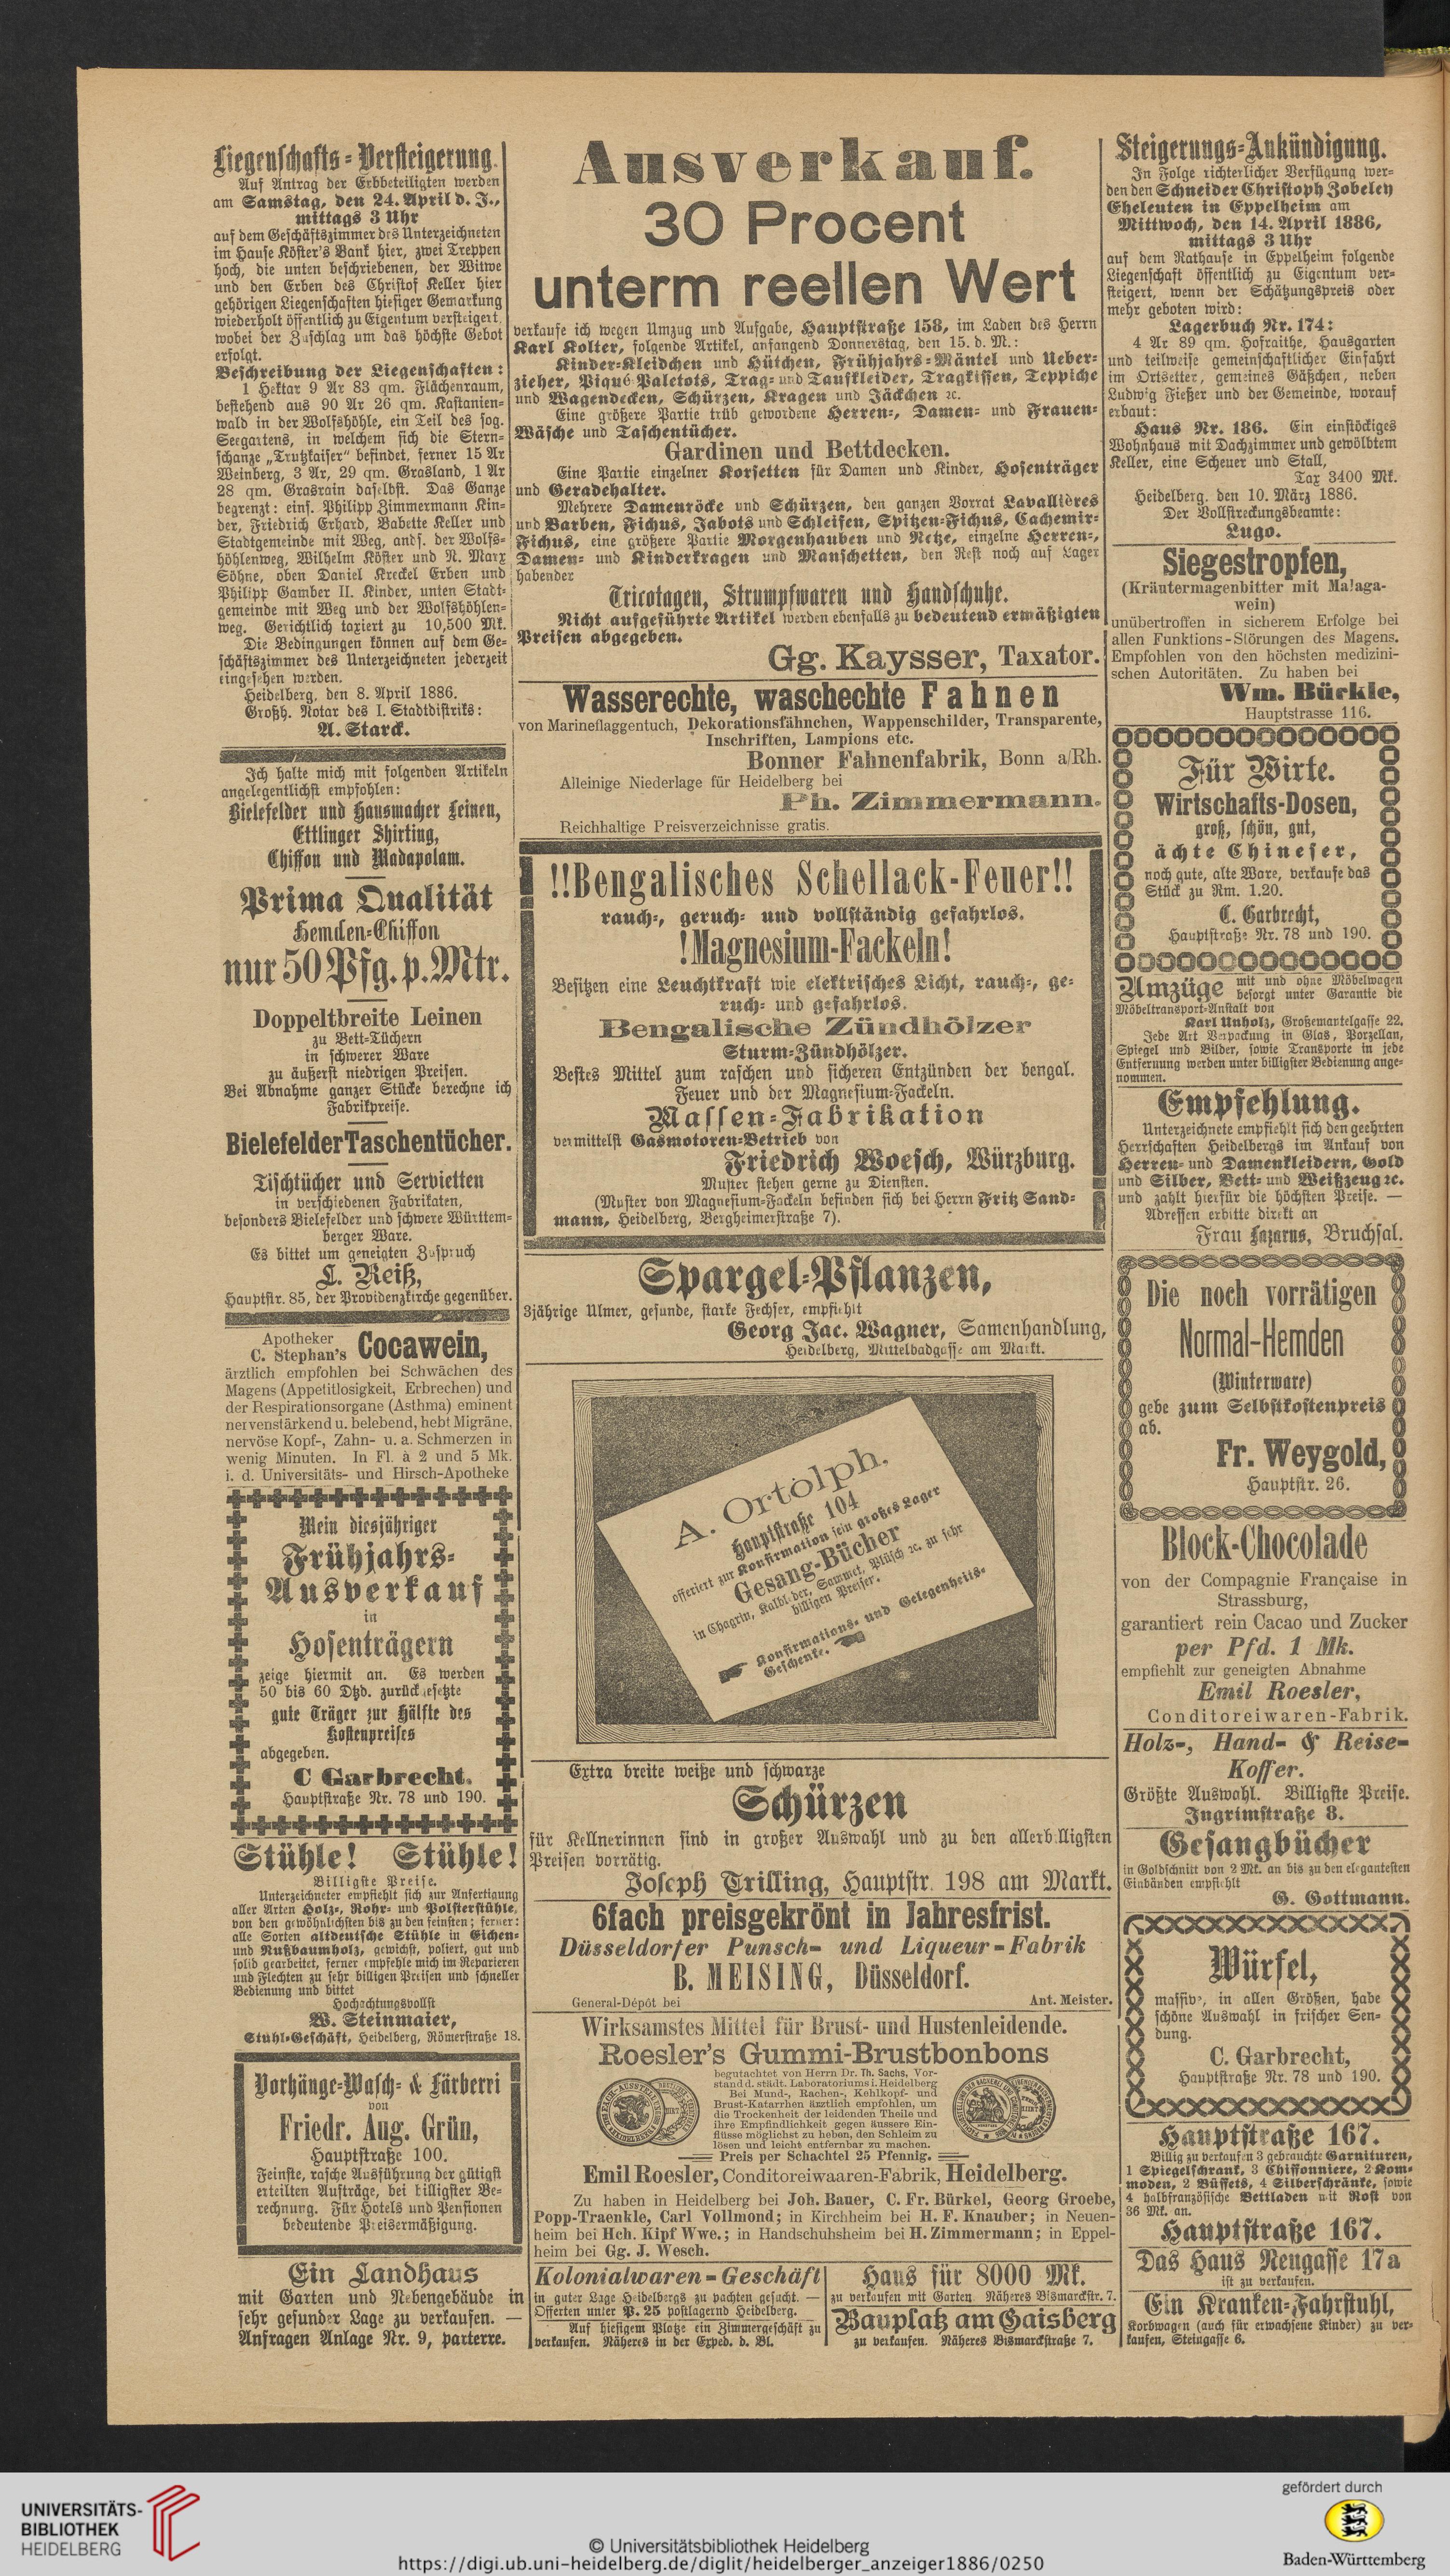 Liegenschafts-Versteigerung.
Auf Antrag der Erbbeteiligten werden
am Samstag, den 24. April d. J.,
mittags 3 Uhr
auf dem Geschäftszimmer des Unterzeichneten
im Hause Köster's Bank hier, zwei Treppen
hoch, die unten beschriebenen, der Witwe
und den Erben des Christof Keller hier
gehörigen Liegenschaften hiesiger Gemarkung
wiederholt öffentlich zu Eigentum versteigert,
wobei der Zuschlag um das höchste Gebot
erfolgt.
Beschreibung der Liegenschaften:
1 Hektar 9 Ar 83 qm. Flächenraum,
bestehend aus 90 Ar 26 qm. Kastanien-
wald in der Wolfshöhle, ein Teil des sog.
Seegartens, in welchem sich die Stern-
schanze „Trutzkaiser“ befindet, ferner 15 Ar
Weinberg, 3 Ar, 29 qm. Grasland, 1 Ar
28 qm. Grasrain daselbst. Das Ganze
begrenzt: eins. Philipp Zimmermann Kin-
der, Friedrich Erhard, Babette Keller und
Stadtgemeinde mit Weg, ands. der Wolfs-
höhlenweg, Wilhelm Köster und N. Marx
Söhne, oben Daniel Kreckel Erben und
Philipp Gamber II. Kinder, unten Stadt-
gemeinde mit Weg und der Wolfshöhlen-
weg. Gerichtlich taxiert zu 10,500 Mk.
Die Bedingungen können auf dem Ge-
schäftszimmer des Unterzeichneten jederzeit
eingesehen werden.
Heidelberg, den 8. April 1886.
Großh. Notar des I. Stadtdistriks:
A. Starck.
Ich halte mich mit folgenden Artikeln
angelegentlichst empfohlen:
Bielefelder und Hausmacher Leinen,
Ettlinger Shirting,
Chiffon und Madapolam.
Prima Qualität
Hemden-Chiffon
nur 50 Pfg. p. Mtr.
Doppeltbreite Leinen
zu Bett-Tüchern
in schwerer Ware
zu äußerst niedrigen Preisen.
Bei Abnahme ganzer Stücke berechne ich
Fabrikpreise.
Bielefelder Taschentücher.
Tischtücher und Servietten
in verschiedenen Fabrikaten,
besonders Bielefelder und schwere Württem-
berger Ware.
Es bittet um geneigten Zuspruch
L. Reiß,
Hauptstr. 85, der Providenzkirche gegenüber.
Apotheker
C. Stephan's Cocawein,
ärztlich empfohlen bei Schwächen des
Magens (Appetitlosigkeit, Erbrechen) und
der Respirationsorgane (Asthma) eminent
nervenstärkend u. belebend, hebt Migräne,
nervöse Kopf-, Zahn- u. a. Schmerzen in
wenig Minuten. In Fl. à 2 und 5 Mk.
i. d. Universitäts- und Hirsch-Apotheke
Mein diesjähriger
Frühjahrs-
Ausverkauf
in
Hosenträgern
zeige hiermit an. Es werden
50 bis 60 Dtzd. zurückgesetzte
gute Träger zur Hälfte des
Kostenpreises
abgegeben.
C Garbrecht.
Hauptstraße Nr. 78 und 190.
Stühle! Stühle!
Billigste Preise.
Unterzeichneter empfiehlt sich zur Anfertigung
aller Arten Holz-, Rohr- und Polsterstühle,
von den gewöhnlichsten bis zu den feinsten; ferner:
alle Sorten altdeutsche Stühle in Eichen-
und Nußbaumholz, gewichst, poliert, gut und
solid gearbeitet, ferner empfehle mich im Reparieren
und Flechten zu sehr billigen Preisen und schneller
Bedienung und bittet
Hochachtungsvollst
W. Steinmaier,
Stuhl-Geschäft, Heidelberg, Römerstraße 18.
Vorhänge-Wasch- & Färberei
von
Friedr. Aug. Grün,
Hauptstraße 100.
Feinste, rasche Ausführung der gütigst
erteilten Aufträge, bei billigster Be-
rechnung. Für Hotels und Pensionen
bedeutende Preisermäßigung.
Ein Landhaus
mit Garten und Nebengebäude in
sehr gesunder Lage zu verkaufen. —
Anfragen Anlage Nr. 9, parterre.
Ausverkauf.
30 Procent
unterm reellen Wert
verkaufe ich wegen Umzug und Aufgabe, Hauptstraße 158, im Laden des Herrn
Karl Kolter, folgende Artikel, anfangend Donnerstag, den 15. d. M.:
Kinder-Kleidchen und Hütchen, Frühjahrs-Mäntel und Ueber-
zieher, Piqué-Paletots, Trag- und Taufkleider, Tragkissen, Teppiche
und Wagendecken, Schürzen, Kragen und Jäckchen ꝛc.
Eine größere Partie trüb gewordene Herren-, Damen- und Frauen-
Wäsche und Taschentücher.
Gardinen und Bettdecken.
Eine Partie einzelner Korsetten für Damen und Kinder, Hosenträger
und Geradehalter.
Mehrere Damenröcke und Schürzen, den ganzen Vorrat Lavallières
und Barben, Fichus, Jabots und Schleifen, Spitzen-Fichus, Cachemir-
Fichus, eine größere Partie Morgenhauben und Netze, einzelne Herren-,
Damen- und Kinderkragen und Manschetten, den Rest noch auf Lager
habender
Tricotagen, Strumpfwaren und Handschuhe.
Nicht aufgeführte Artikel werden ebenfalls zu bedeutend ermäßigten
Preisen abgegeben.
Gg. Kaysser, Taxator.
Wasserechte, waschechte Fahnen
von Marineflaggentuch, Dekorationsfähnchen, Wappenschilder, Transparente,
Inschriften, Lampions etc.
Bonner Fahnenfabrik, Bonn a/Rh.
Alleinige Niederlage für Heidelberg bei
Ph. Zimmermann.
Reichhaltige Preisverzeichnisse gratis.
!!Bengalisches Schellack-Feuer!!
rauch-, geruch- und vollständig gefahrlos.
!Magnesium-Fackeln!
Besitzen eine Leuchtkraft wie elektrisches Licht, rauch-, ge-
ruch- und gefahrlos.
Bengalische Zündhölzer
Sturm-Zündhölzer.
Bestes Mittel zum raschen und sicheren Entzünden der bengal.
Feuer und der Magnesium-Fackeln.
Massen-Fabrikation
vermittelst Gasmotoren-Betrieb von
Friedrich Woesch, Würzburg.
Muster stehen gerne zu Diensten.
(Muster von Magnesium-Fackeln befinden sich bei Herrn Fritz Sand-
mann, Heidelberg, Bergheimerstraße 7).
Spargel-Pflanzen,
3jährige Ulmer, gesunde, starke Fechser, empfiehlt
Georg Jac. Wagner, Samenhandlung,
Heidelberg, Mittelbadgasse am Markt.
A. Ortolph.
Hauptstraße 104
offeriert zur Konfirmation sein großes Lager
Gesang-Bücher
in Chagrin, Kalbleder, Sammet, Plüsch ꝛc. zu sehr
billigen Preisen.
Konfirmations- und Gelegenheits-
Geschenke.
Extra breite weiße und schwarze
Schürzen
für Kellnerinnen sind in großer Auswahl und zu den allerbilligsten
Preisen vorrätig.
Joseph Trilling, Hauptstr. 198 am Markt.
6fach preisgekrönt in Jahresfrist.
Düsseldorfer Punsch- und Liqueur-Fabrik
B. MEISING, Düsseldorf.
General-Dépôt bei Ant. Meister.
Wirksamstes Mittel für Brust- und Hustenleidende.
Roesler's Gummi-Brustbonbons
begutachtet von Herrn Dr. Th. Sachs, Vor-
stand d. städt. Laboratoriums i. Heidelberg
Bei Mund-, Rachen-, Kehlkopf- und
Brust-Katarrhen ärztlich empfohlen, um
die Trockenheit der leidenden Theile und
ihre Empfindlichkeit gegen äussere Ein-
flüsse möglichst zu heben, den Schleim zu
lösen und leicht entfernbar zu machen.
Preis per Schachtel 25 Pfennig.
Emil Roesler, Conditoreiwaaren-Fabrik, Heidelberg.
Zu haben in Heidelberg bei Joh. Bauer, C. Fr. Bürkel, Georg Groebe,
Popp-Traenkle, Carl Vollmond; in Kirchheim bei H. F. Knauber; in Neuen-
heim bei Hch. Kipf Wwe.; in Handschuhsheim bei H. Zimmermann; in Eppel-
heim bei Gg. J. Wesch.
Kolonialwaren-Geschäft
in guter Lage Heidelbergs zu pachten gesucht. —
Offerten unter P. 25 postlagernd Heidelberg.
Auf hiesigem Platze ein Zimmergeschäft zu
verkaufen. Näheres in der Exped. d. Bl.
Haus für 8000 Mk.
zu verkaufen mit Garten. Näheres Bismarckstr. 7.
Bauplatz am Gaisberg
zu verkaufen. Näheres Bismarckstraße 7.
Steigerungs-Ankündigung.
In Folge richterlicher Verfügung wer-
den den Schneider Christoph Zobeley
Eheleuten in Eppelheim am
Mittwoch, den 14. April 1886,
mittags 3 Uhr
auf dem Rathause in Eppelheim folgende
Liegenschaft öffentlich zu Eigentum ver-
steigert, wenn der Schätzungspreis oder
mehr geboten wird:
Lagerbuch Nr. 174:
4 Ar 89 qm. Hofraithe, Hausgarten
und teilweise gemeinschaftlicher Einfahrt
im Ortsetter, gemeines Gäßchen, neben
Ludwig Fießer und der Gemeinde, worauf
erbaut:
Haus Nr. 186. Ein einstöckiges
Wohnhaus mit Dachzimmer und gewölbtem
Keller, eine Scheuer und Stall,
Tax 3400 Mk.
Heidelberg, den 10. März 1886.
Der Vollstreckungsbeamte:
Lugo.
Siegestropfen,
(Kräutermagenbitter mit Malaga-
wein)
unübertroffen in sicherem Erfolge bei
allen Funktions-Störungen des Magens.
Empfohlen von den höchsten medizini-
schen Autoritäten. Zu haben bei
Wm. Bürkle,
Hauptstrasse 116.
Für Wirte.
Wirtschafts-Dosen,
groß, schön, gut,
ächte Chineser,
noch gute, alte Ware, verkaufe das
Stück zu Rm. 1.20.
C. Garbrecht,
Hauptstraße Nr. 78 und 190.
Umzüge mit und ohne Möbelwagen
besorgt unter Garantie die
Möbeltransport-Anstalt von
Karl Unholz, Großemantelgasse 22.
Jede Art Verpackung in Glas, Porzellan,
Spiegel und Bilder, sowie Transporte in jede
Entfernung werden unter billigster Bedienung ange-
nommen.
Empfehlung.
Unterzeichnete empfiehlt sich den geehrten
Herrschaften Heidelbergs im Ankauf von
Herren- und Damenkleidern, Gold
und Silber, Bett- und Weißzeug ꝛc.
und zahlt hierfür die höchsten Preise. —
Adressen erbitte direkt an
Frau Lazarus, Bruchsal.
Die noch vorrätigen
Normal-Hemden
(Winterware)
gebe zum Selbstkostenpreis
ab.
Fr. Weygold,
Hauptstr. 26.
Block-Chocolade
von der Compagnie Française in
Strassburg,
garantiert rein Cacao und Zucker
per Pfd. 1 Mk.
empfiehlt zur geneigten Abnahme
Emil Roesler,
Conditoreiwaren-Fabrik.
Holz-, Hand- & Reise-
Koffer.
Größte Auswahl. Billigste Preise.
Ingrimstraße 8.
Gesangbücher
in Goldschnitt von 2 Mk. an bis zu den elegantesten
Einbänden empfiehlt
G. Gottmann.
Würfel,
massive, in allen Größen, habe
schöne Auswahl in frischer Sen-
dung.
C. Garbrecht,
Hauptstraße Nr. 78 und 190.
Hauptstraße 167.
Billig zu verkaufen 3 gebrauchte Garnituren,
1 Spiegelschrank, 3 Chiffonniere, 2 Kom-
moden, 2 Büffets, 4 Silberschränke, sowie
4 halbfranzösische Bettladen mit Rost von
36 Mk. an.
Hauptstraße 167.
Das Haus Neugasse 17a
ist zu verkaufen.
Ein Kranken-Fahrstuhl,
Korbwagen (auch für erwachsene Kinder) zu ver-
kaufen, Steingasse 6.
UNIVERSITÄTS-
BIBLIOTHEK
HEIDELBERG
© Universitätsbibliothek Heidelberg
https://digi.ub.uni-heidelberg.de/diglit/heidelberger_anzeiger1886/0250
gefördert durch
Baden-Württemberg